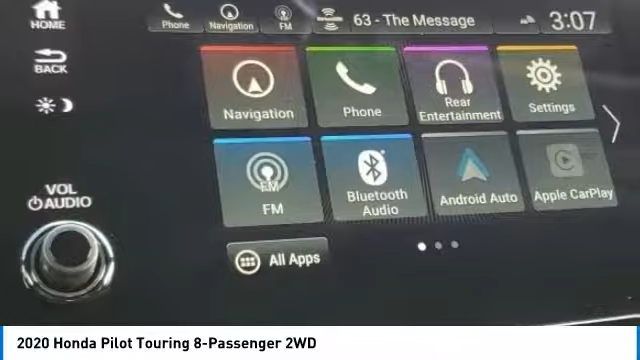 HOME
Phone
Navigation
FM
SiriusXM
63 - The Message
3:07
BACK
Navigation
Phone
Rear
Entertainment
Settings
VOL
AUDIO
FM
FM
Bluetooth
Audio
Android Auto
Apple CarPlay
All Apps
2020 Honda Pilot Touring 8-Passenger 2WD